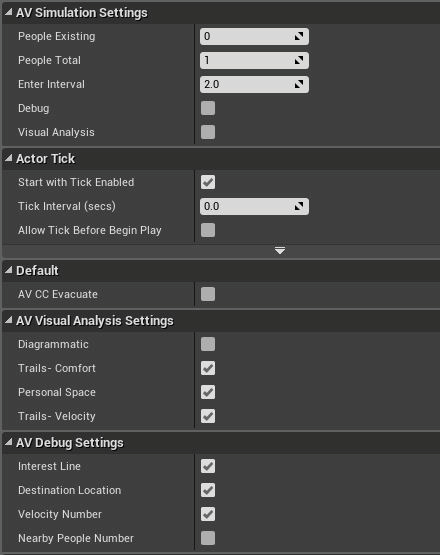 AV Simulation Settings
People Existing 0
People Total 1
Enter Interval 2.0
Debug
Visual Analysis
Actor Tick
Start with Tick Enabled
Tick Interval (secs) 0.0
Allow Tick Before Begin Play
Default
AV CC Evacuate
AV Visual Analysis Settings
Diagrammatic
Trails- Comfort
Personal Space
Trails- Velocity
AV Debug Settings
Interest Line
Destination Location
Velocity Number
Nearby People Number